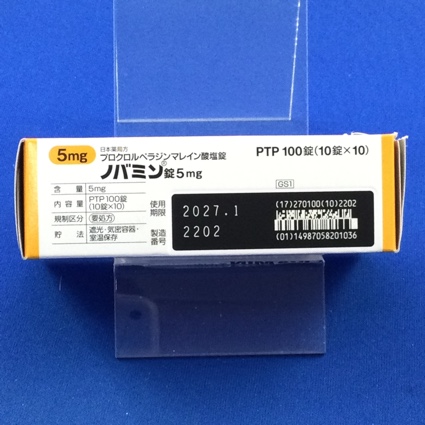 5mg
日本薬局方
プロクロルペラジンマレイン酸塩錠
ノバミン®錠5mg
PTP 100錠(10錠×10)
含量 5mg
内容量 PTP 100錠
(10錠×10)
規制区分 要処方
貯法 遮光・気密容器・
室温保存
使用
期限 2027.1
製造
番号 2202
GS1
(17)270100(10)2202
(01)14987058201036